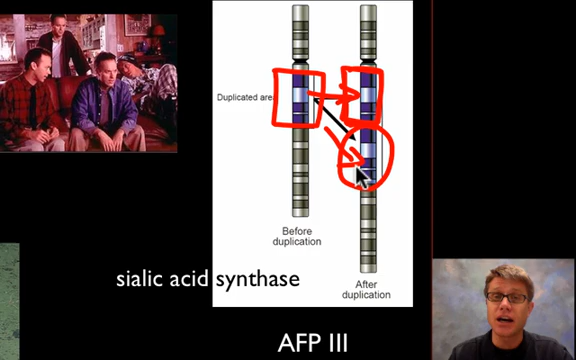 Duplicated area
Before
duplication
After
duplication
sialic acid synthase
AFP III